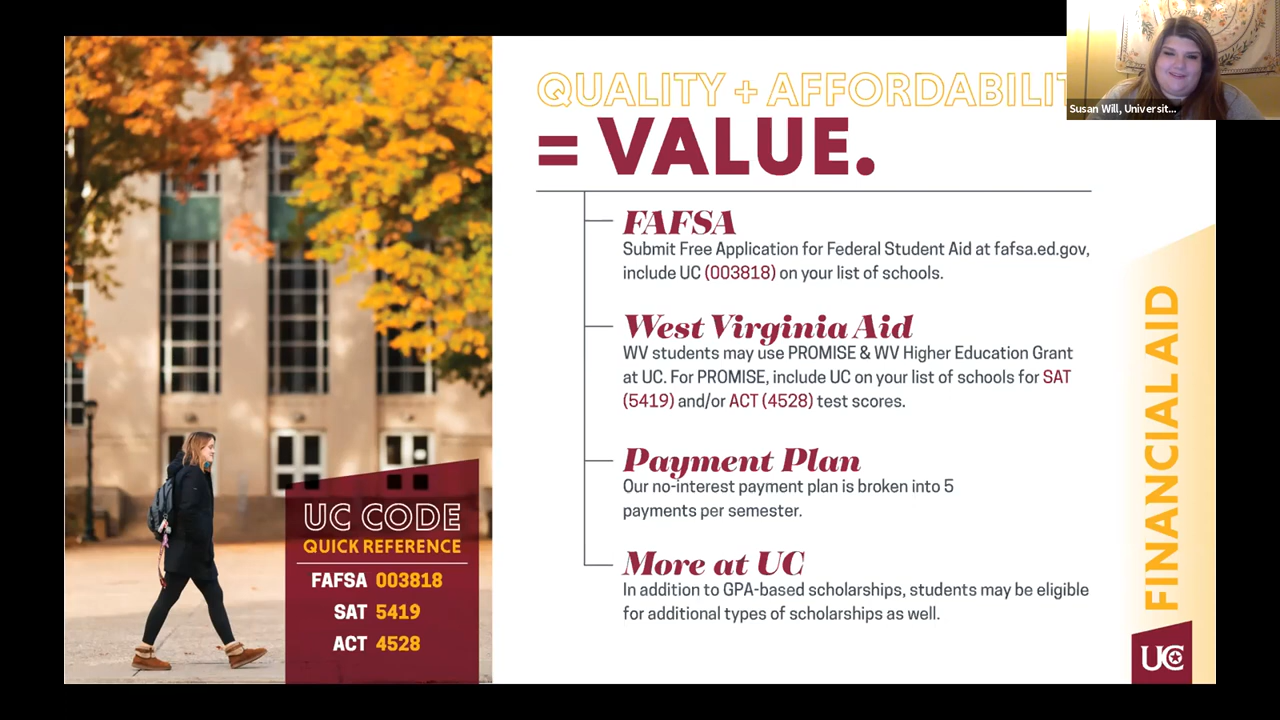 QUALITY + AFFORDABILIT
= VALUE.
Susan Will, Universit...
FAFSA
Submit Free Application for Federal Student Aid at fafsa.ed.gov,
include UC (003818) on your list of schools.
West Virginia Aid
WV students may use PROMISE & WV Higher Education Grant
at UC. For PROMISE, include UC on your list of schools for SAT
(5419) and/or ACT (4528) test scores.
Payment Plan
Our no-interest payment plan is broken into 5
payments per semester.
More at UC
In addition to GPA-based scholarships, students may be eligible
for additional types of scholarships as well.
UC CODE
QUICK REFERENCE
FAFSA 003818
SAT 5419
ACT 4528
FINANCIAL AID
UC